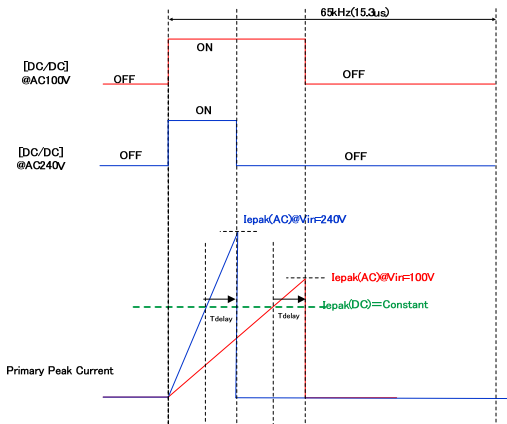 65kHz(15.3us)
[DC/DC]
@AC100V
OFF
ON
OFF
[DC/DC]
@AC240V
OFF
ON
OFF
Iepak(AC)@Vin=240V
Iepak(AC)@Vin=100V
Iepak(DC)=Constant
Tdelay
Tdelay
Primary Peak Current